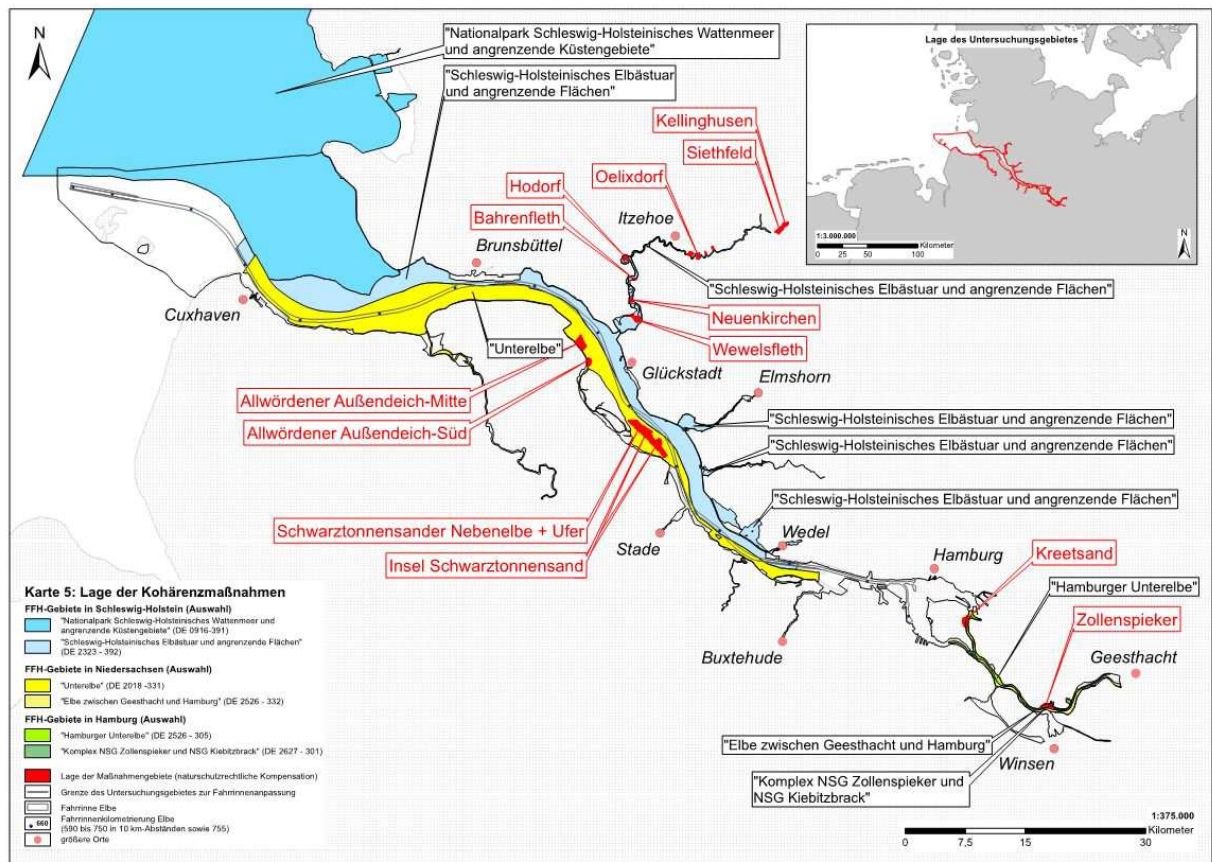 N
"Nationalpark Schleswig-Holsteinisches Wattenmeer
und angrenzende Küstengebiete"
"Schleswig-Holsteinisches Elbästuar
und angrenzende Flächen"
Lage des Untersuchungsgebietes
1:3.000.000
Kilometer
0 25 50 100
N
Kellinghusen
Siethfeld
Hodorf
Oelixdorf
Bahrenfleth
Itzehoe
Brunsbüttel
"Schleswig-Holsteinisches Elbästuar und angrenzende Flächen"
Cuxhaven
Neuenkirchen
"Unterelbe"
Wewelsfleth
Glückstadt
Elmshorn
Allwördener Außendeich-Mitte
Allwördener Außendeich-Süd
"Schleswig-Holsteinisches Elbästuar und angrenzende Flächen"
"Schleswig-Holsteinisches Elbästuar und angrenzende Flächen"
"Schleswig-Holsteinisches Elbästuar und angrenzende Flächen"
Schwarztonnensander Nebenelbe + Ufer
Stade
Wedel
Insel Schwarztonnensand
Hamburg
Kreetsand
"Hamburger Unterelbe"
Zollenspieker
Buxtehude
Geesthacht
"Elbe zwischen Geesthacht und Hamburg"
Winsen
"Komplex NSG Zollenspieker und
NSG Kiebitzbrack"
Karte 5: Lage der Kohärenzmaßnahmen
FFH-Gebiete in Schleswig-Holstein (Auswahl)
"Nationalpark Schleswig-Holsteinisches Wattenmeer und
angrenzende Küstengebiete" (DE 0916-391)
"Schleswig-Holsteinisches Elbästuar und angrenzende Flächen"
(DE 2323 - 392)
FFH-Gebiete in Niedersachsen (Auswahl)
"Unterelbe" (DE 2018 -331)
"Elbe zwischen Geesthacht und Hamburg" (DE 2526 - 332)
FFH-Gebiete in Hamburg (Auswahl)
"Hamburger Unterelbe" (DE 2526 - 305)
"Komplex NSG Zollenspieker und NSG Kiebitzbrack" (DE 2627 - 301)
Lage der Maßnahmengebiete (naturschutzrechtliche Kompensation)
Grenze des Untersuchungsgebietes zur Fahrrinnenanpassung
Fahrrinne Elbe
660 Fahrrinnenkilometrierung Elbe
(590 bis 750 in 10 km-Abständen sowie 755)
größere Orte
1:375.000
Kilometer
0 7,5 15 30